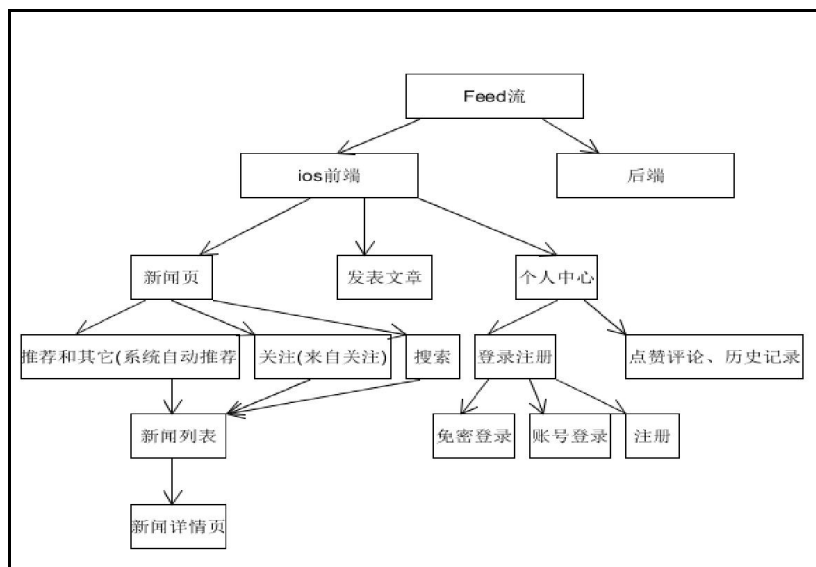 Feed流
ios前端
后端
新闻页
发表文章
个人中心
推荐和其它(系统自动推荐
关注(来自关注)
搜索
登录注册
点赞评论、历史记录
新闻列表
免密登录
账号登录
注册
新闻详情页